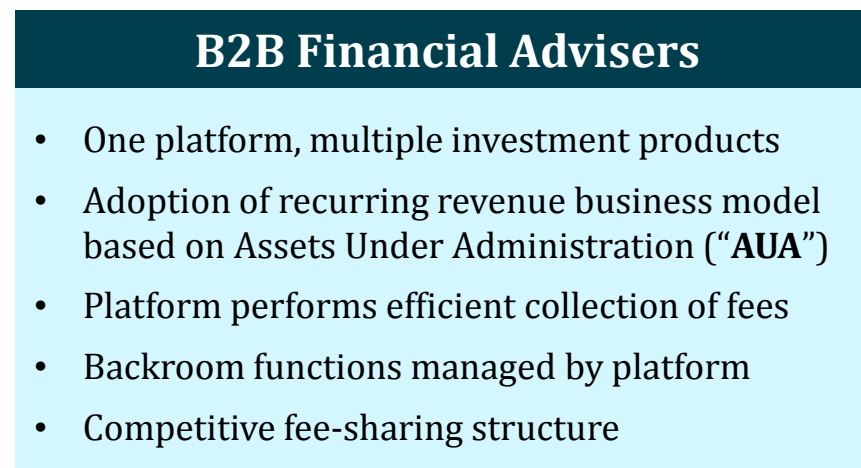 B2B Financial Advisers
• One platform, multiple investment products
• Adoption of recurring revenue business model
based on Assets Under Administration (“AUA”)
• Platform performs efficient collection of fees
• Backroom functions managed by platform
• Competitive fee-sharing structure